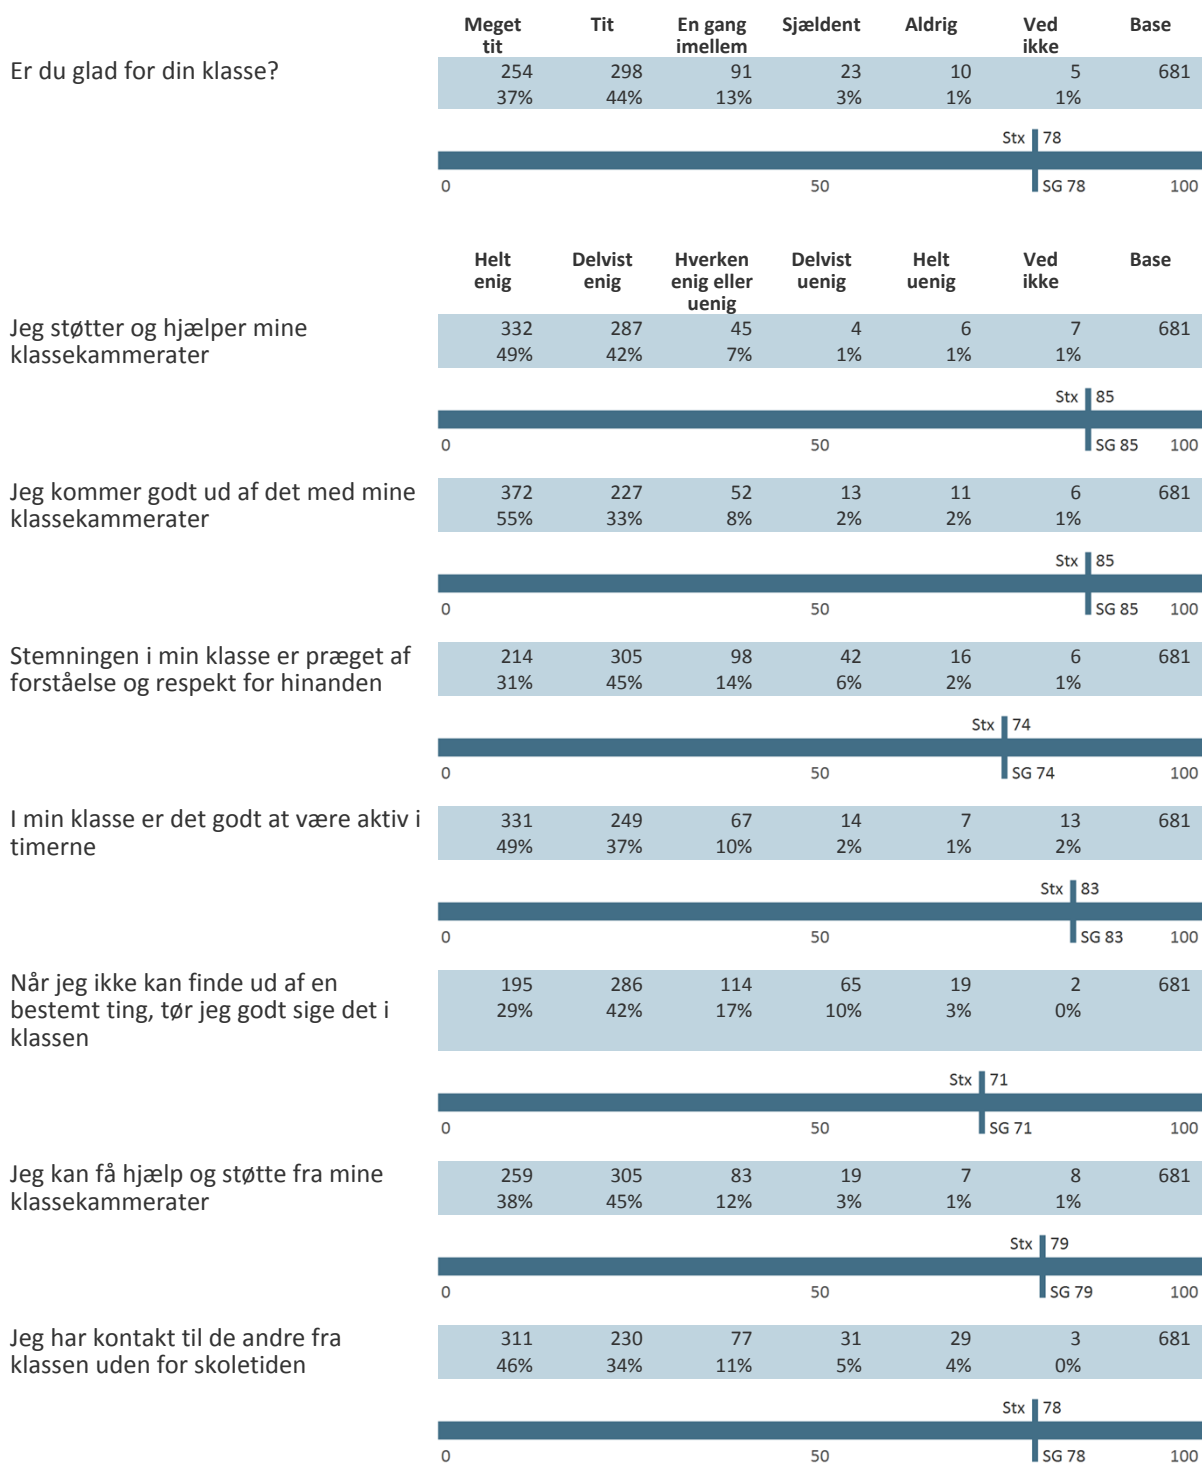 Meget tit Tit En gang imellem Sjældent Aldrig Ved ikke Base
Er du glad for din klasse? 254 298 91 23 10 5 681
37% 44% 13% 3% 1% 1%
Stx 78
0 50 SG 78 100
Helt enig Delvist enig Hverken enig eller uenig Delvist uenig Helt uenig Ved ikke Base
Jeg støtter og hjælper mine 332 287 45 4 6 7 681
klassekammerater 49% 42% 7% 1% 1% 1%
Stx 85
0 50 SG 85 100
Jeg kommer godt ud af det med mine 372 227 52 13 11 6 681
klassekammerater 55% 33% 8% 2% 2% 1%
Stx 85
0 50 SG 85 100
Stemningen i min klasse er præget af 214 305 98 42 16 6 681
forståelse og respekt for hinanden 31% 45% 14% 6% 2% 1%
Stx 74
0 50 SG 74 100
I min klasse er det godt at være aktiv i 331 249 67 14 7 13 681
timerne 49% 37% 10% 2% 1% 2%
Stx 83
0 50 SG 83 100
Når jeg ikke kan finde ud af en 195 286 114 65 19 2 681
bestemt ting, tør jeg godt sige det i 29% 42% 17% 10% 3% 0%
klassen
Stx 71
0 50 SG 71 100
Jeg kan få hjælp og støtte fra mine 259 305 83 19 7 8 681
klassekammerater 38% 45% 12% 3% 1% 1%
Stx 79
0 50 SG 79 100
Jeg har kontakt til de andre fra 311 230 77 31 29 3 681
klassen uden for skoletiden 46% 34% 11% 5% 4% 0%
Stx 78
0 50 SG 78 100